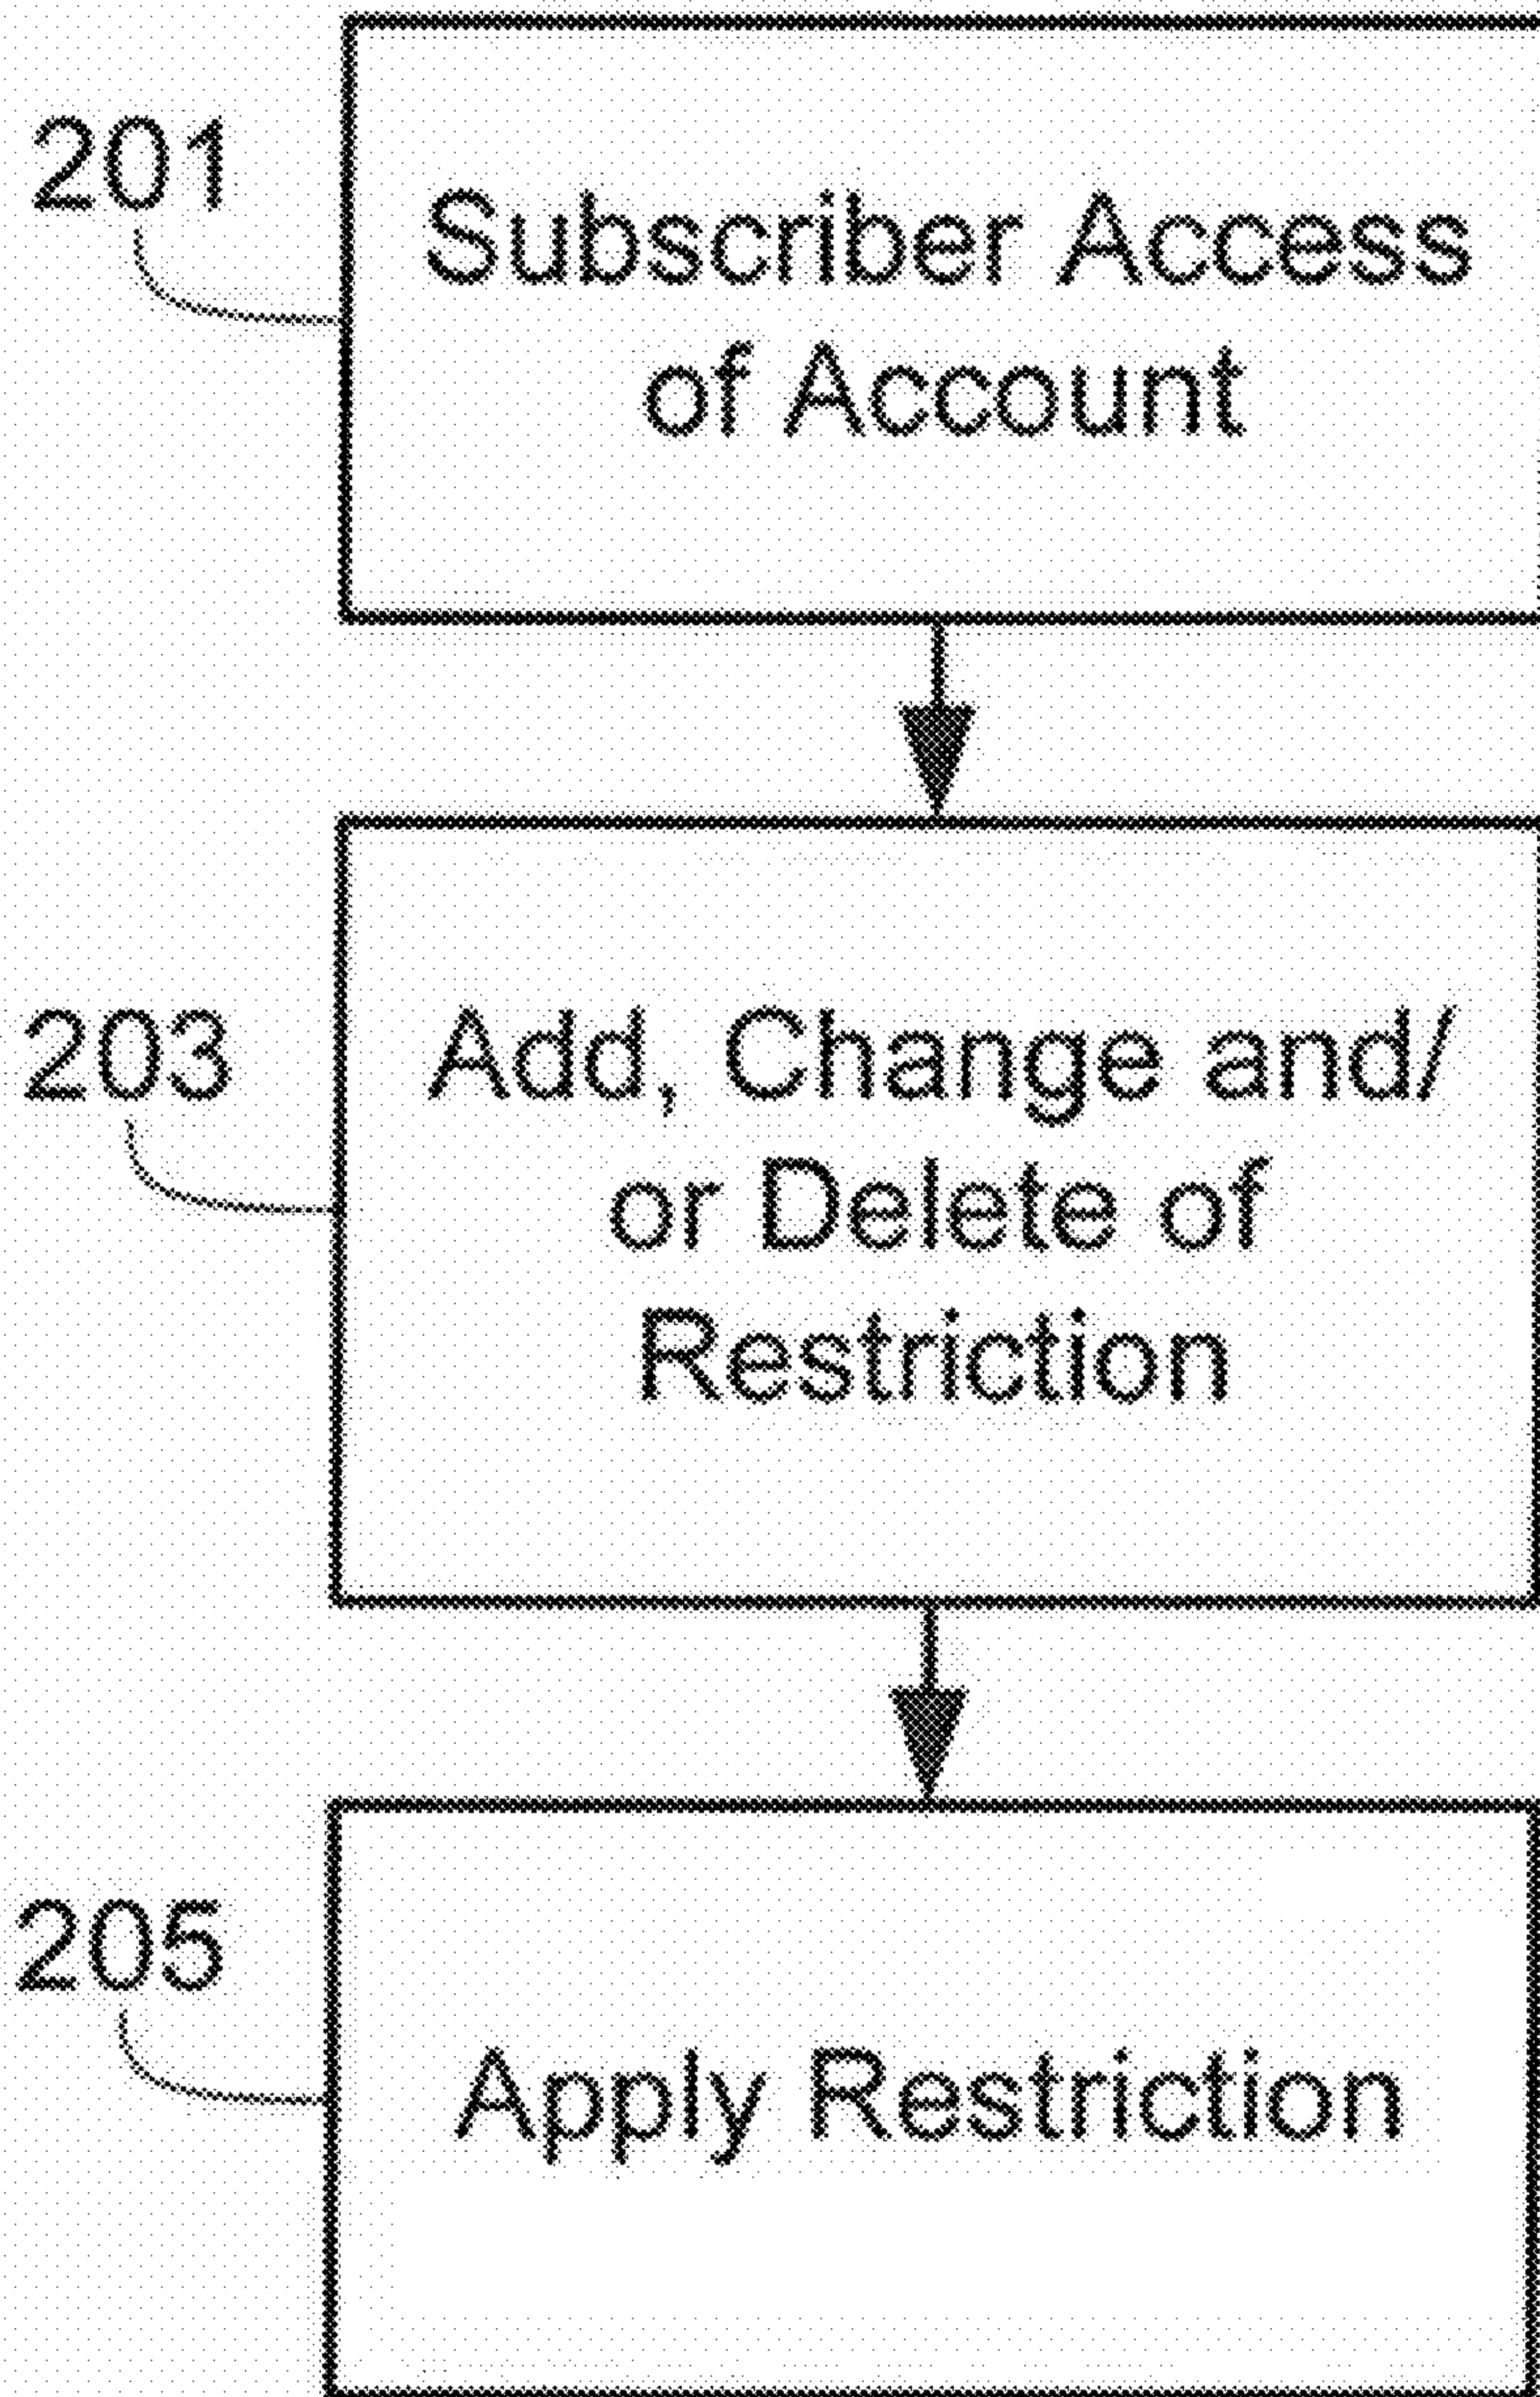 201
Subscriber Access
of Account
203
Add, Change and/
or Delete of
Restriction
205
Apply Restriction